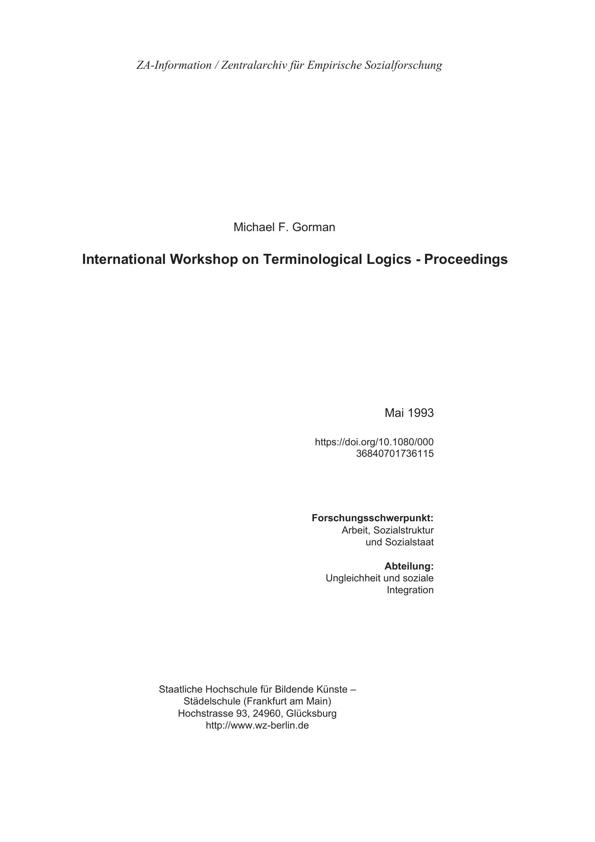 ZA-Information / Zentralarchiv für Empirische Sozialforschung
Michael F. Gorman
International Workshop on Terminological Logics - Proceedings
Mai 1993
https://doi.org/10.1080/000
36840701736115
Forschungsschwerpunkt:
Arbeit, Sozialstruktur
und Sozialstaat
Abteilung:
Ungleichheit und soziale
Integration
Staatliche Hochschule für Bildende Künste –
Städelschule (Frankfurt am Main)
Hochstrasse 93, 24960, Glücksburg
http://www.wz-berlin.de